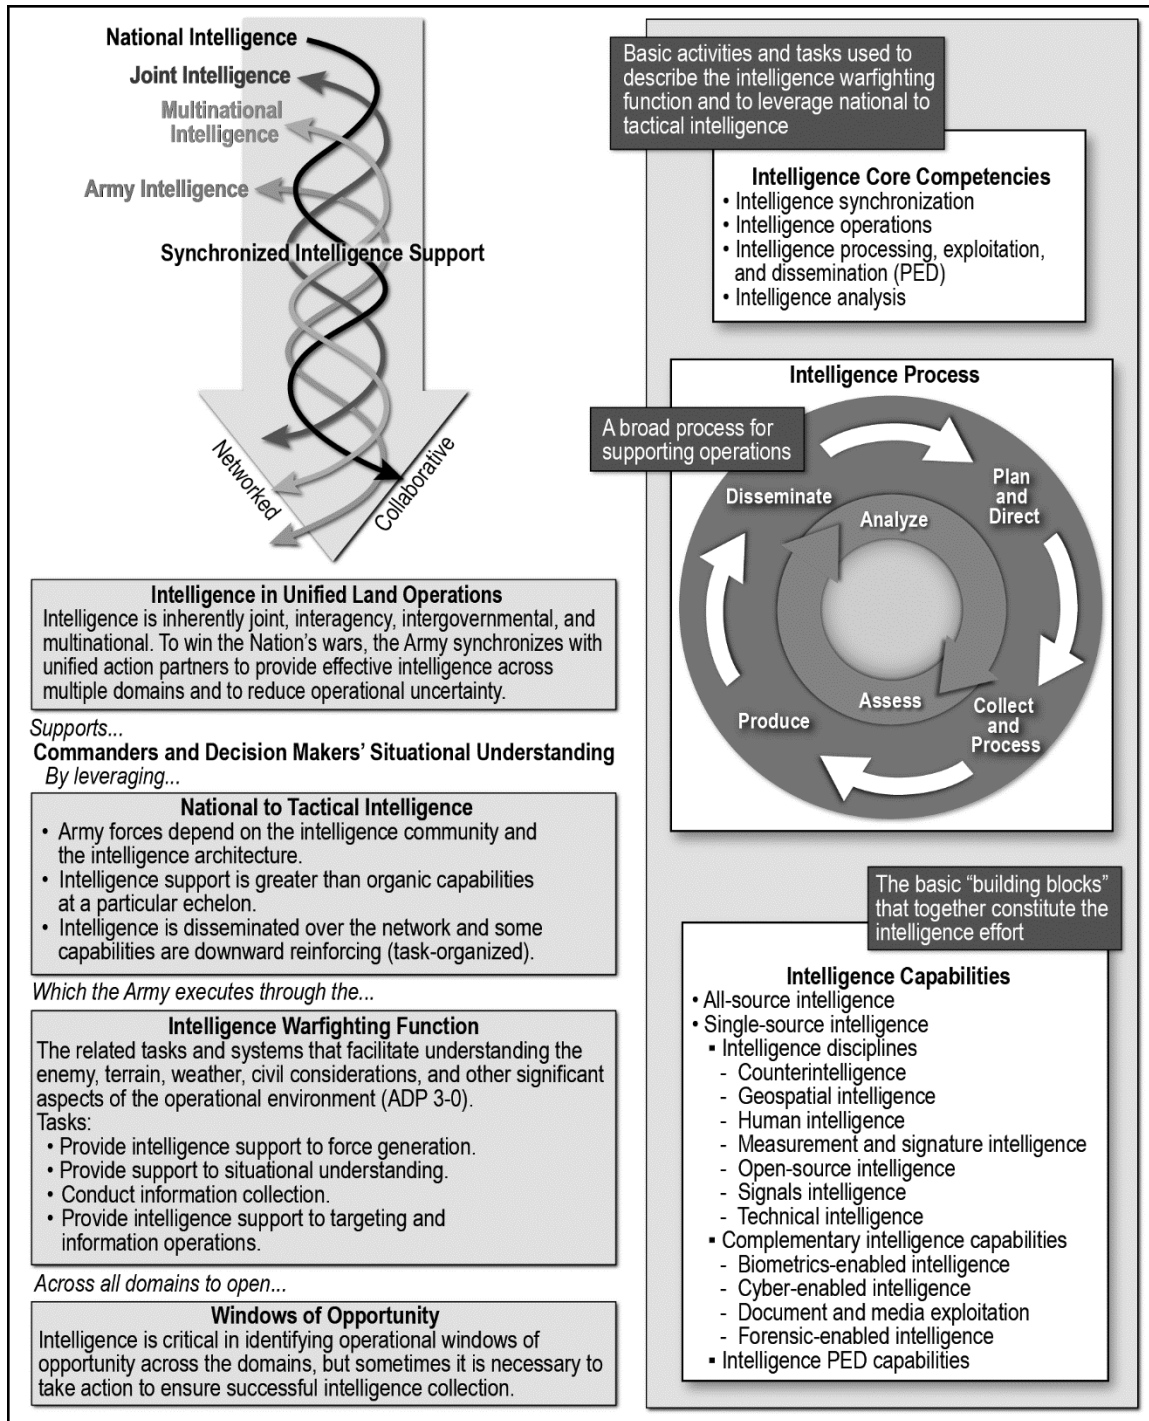 National Intelligence
Joint Intelligence
Multinational
Intelligence
Army Intelligence
Synchronized Intelligence Support
Networked
Collaborative
Intelligence in Unified Land Operations
Intelligence is inherently joint, interagency, intergovernmental, and
multinational. To win the Nation's wars, the Army synchronizes with
unified action partners to provide effective intelligence across
multiple domains and to reduce operational uncertainty.
Supports...
Commanders and Decision Makers' Situational Understanding
By leveraging...
National to Tactical Intelligence
• Army forces depend on the intelligence community and
the intelligence architecture.
• Intelligence support is greater than organic capabilities
at a particular echelon.
• Intelligence is disseminated over the network and some
capabilities are downward reinforcing (task-organized).
Which the Army executes through the...
Intelligence Warfighting Function
The related tasks and systems that facilitate understanding the
enemy, terrain, weather, civil considerations, and other significant
aspects of the operational environment (ADP 3-0).
Tasks:
• Provide intelligence support to force generation.
• Provide support to situational understanding.
• Conduct information collection.
• Provide intelligence support to targeting and
information operations.
Across all domains to open...
Windows of Opportunity
Intelligence is critical in identifying operational windows of
opportunity across the domains, but sometimes it is necessary to
take action to ensure successful intelligence collection.
Basic activities and tasks used to
describe the intelligence warfighting
function and to leverage national to
tactical intelligence
Intelligence Core Competencies
• Intelligence synchronization
• Intelligence operations
• Intelligence processing, exploitation,
and dissemination (PED)
• Intelligence analysis
Intelligence Process
A broad process for
supporting operations
Plan
and
Direct
Collect
and
Process
Produce
Disseminate
Analyze
Assess
The basic “building blocks”
that together constitute the
intelligence effort
Intelligence Capabilities
• All-source intelligence
• Single-source intelligence
▪ Intelligence disciplines
- Counterintelligence
- Geospatial intelligence
- Human intelligence
- Measurement and signature intelligence
- Open-source intelligence
- Signals intelligence
- Technical intelligence
▪ Complementary intelligence capabilities
- Biometrics-enabled intelligence
- Cyber-enabled intelligence
- Document and media exploitation
- Forensic-enabled intelligence
▪ Intelligence PED capabilities